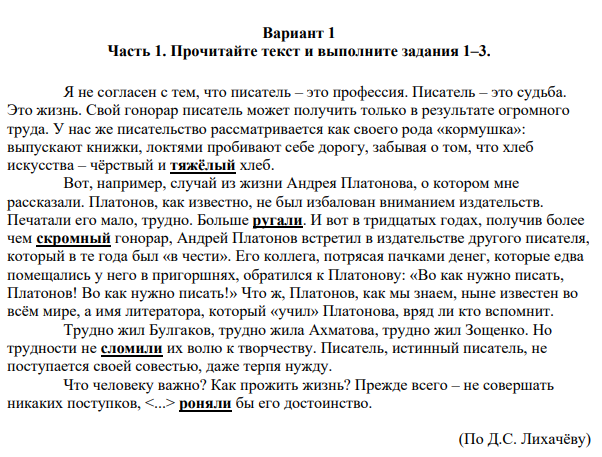 Вариант 1
Часть 1. Прочитайте текст и выполните задания 1–3.
Я не согласен с тем, что писатель – это профессия. Писатель – это судьба.
Это жизнь. Свой гонорар писатель может получить только в результате огромного
труда. У нас же писательство рассматривается как своего рода «кормушка»:
выпускают книжки, локтями пробивают себе дорогу, забывая о том, что хлеб
искусства – чёрствый и тяжёлый хлеб.
Вот, например, случай из жизни Андрея Платонова, о котором мне
рассказали. Платонов, как известно, не был избалован вниманием издательств.
Печатали его мало, трудно. Больше ругали. И вот в тридцатых годах, получив более
чем скромный гонорар, Андрей Платонов встретил в издательстве другого писателя,
который в те года был «в чести». Его коллега, потрясая пачками денег, которые едва
помещались у него в пригоршнях, обратился к Платонову: «Во как нужно писать,
Платонов! Во как нужно писать!» Что ж, Платонов, как мы знаем, ныне известен во
всём мире, а имя литератора, который «учил» Платонова, вряд ли кто вспомнит.
Трудно жил Булгаков, трудно жила Ахматова, трудно жил Зощенко. Но
трудности не сломили их волю к творчеству. Писатель, истинный писатель, не
поступается своей совестью, даже терпя нужду.
Что человеку важно? Как прожить жизнь? Прежде всего – не совершать
никаких поступков, <...> роняли бы его достоинство.
(По Д.С. Лихачёву)